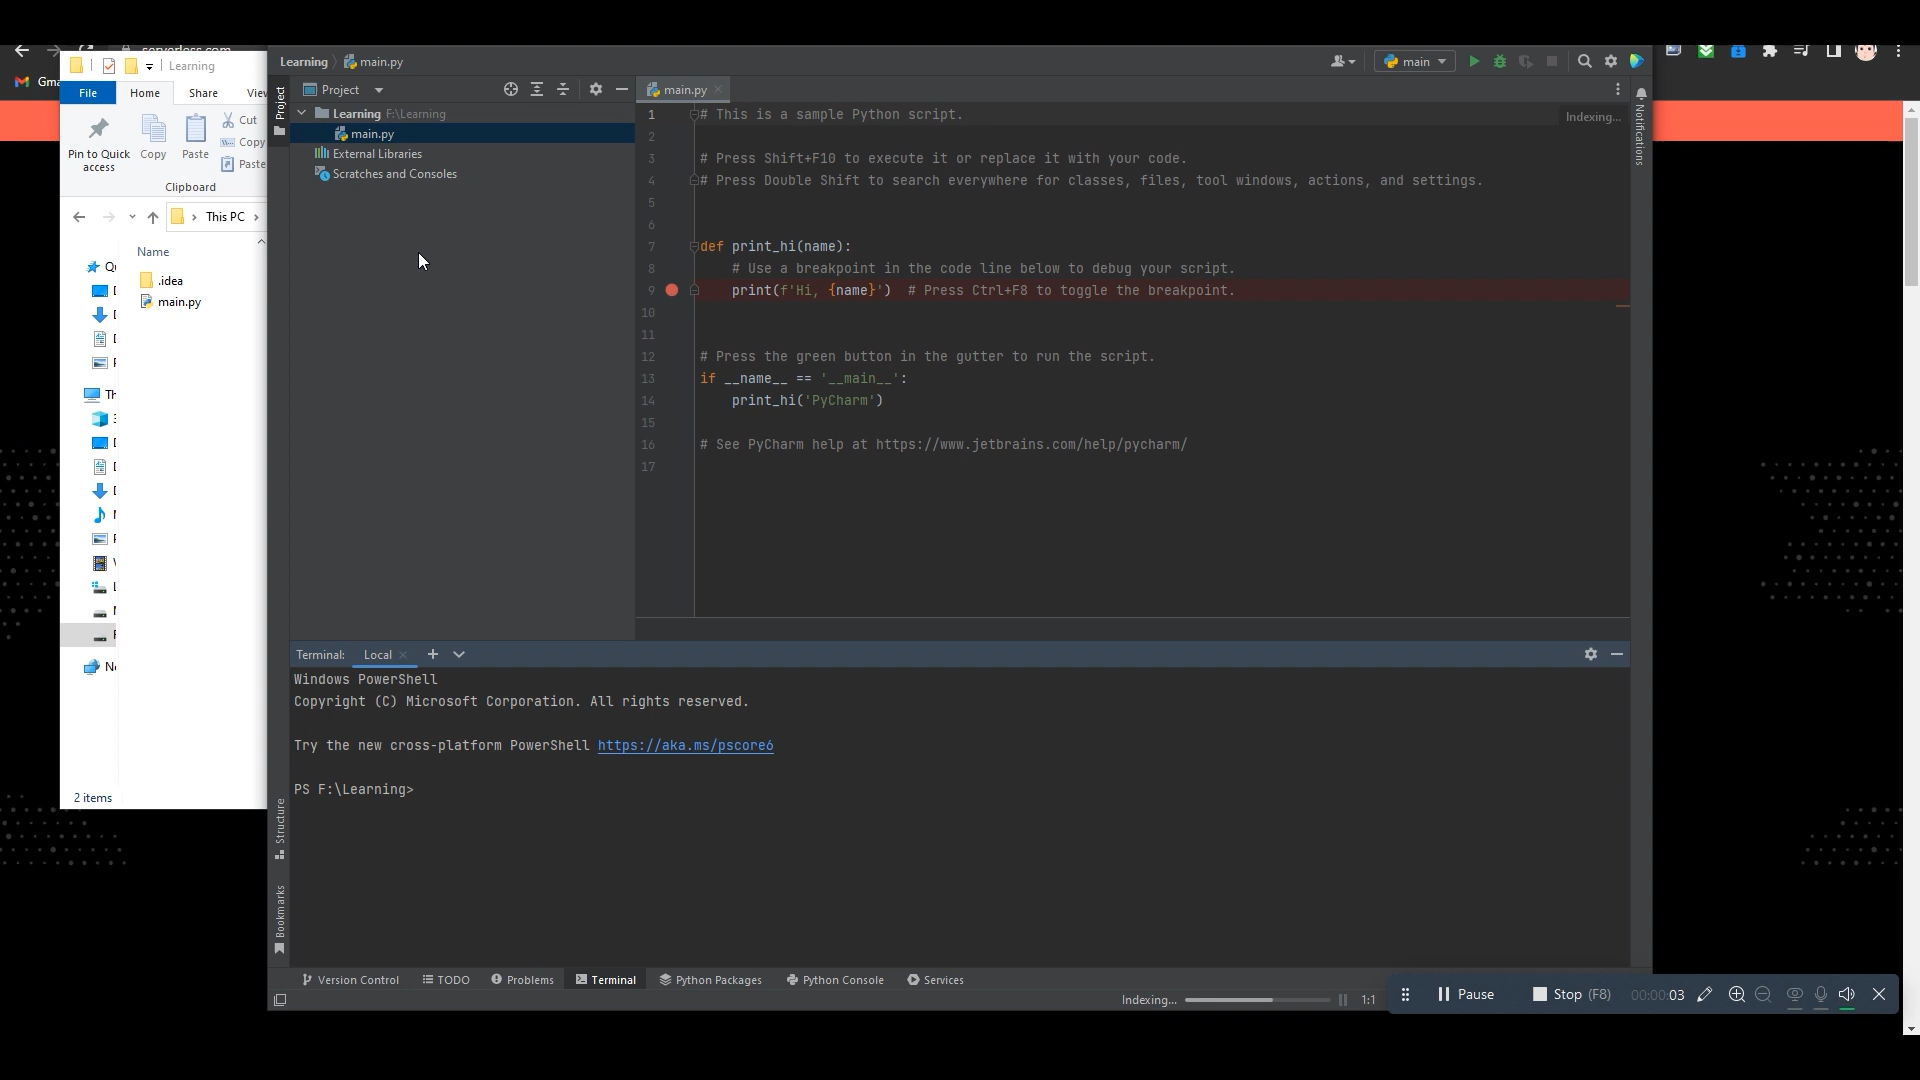 serverless.com
Learning
File
Home
Share
Pin to Quick access
Copy
Paste
Cut
Copy
Paste
Clipboard
This PC
Name
.idea
main.py
2 items
Learning
main.py
main
Project
Project
Learning F:\Learning
main.py
External Libraries
Scratches and Consoles
Structure
Bookmarks
Notifications
main.py
Indexing...
1 # This is a sample Python script.
2
3 # Press Shift+F10 to execute it or replace it with your code.
4 # Press Double Shift to search everywhere for classes, files, tool windows, actions, and settings.
5
6
7 def print_hi(name):
8     # Use a breakpoint in the code line below to debug your script.
9     print(f'Hi, {name}')  # Press Ctrl+F8 to toggle the breakpoint.
10
11
12 # Press the green button in the gutter to run the script.
13 if __name__ == '__main__':
14     print_hi('PyCharm')
15
16 # See PyCharm help at https://www.jetbrains.com/help/pycharm/
17
Terminal: Local
Windows PowerShell
Copyright (C) Microsoft Corporation. All rights reserved.
Try the new cross-platform PowerShell https://aka.ms/pscore6
PS F:\Learning>
Version Control
TODO
Problems
Terminal
Python Packages
Python Console
Services
Indexing...
1:1
Pause
Stop (F8)
00:00:03